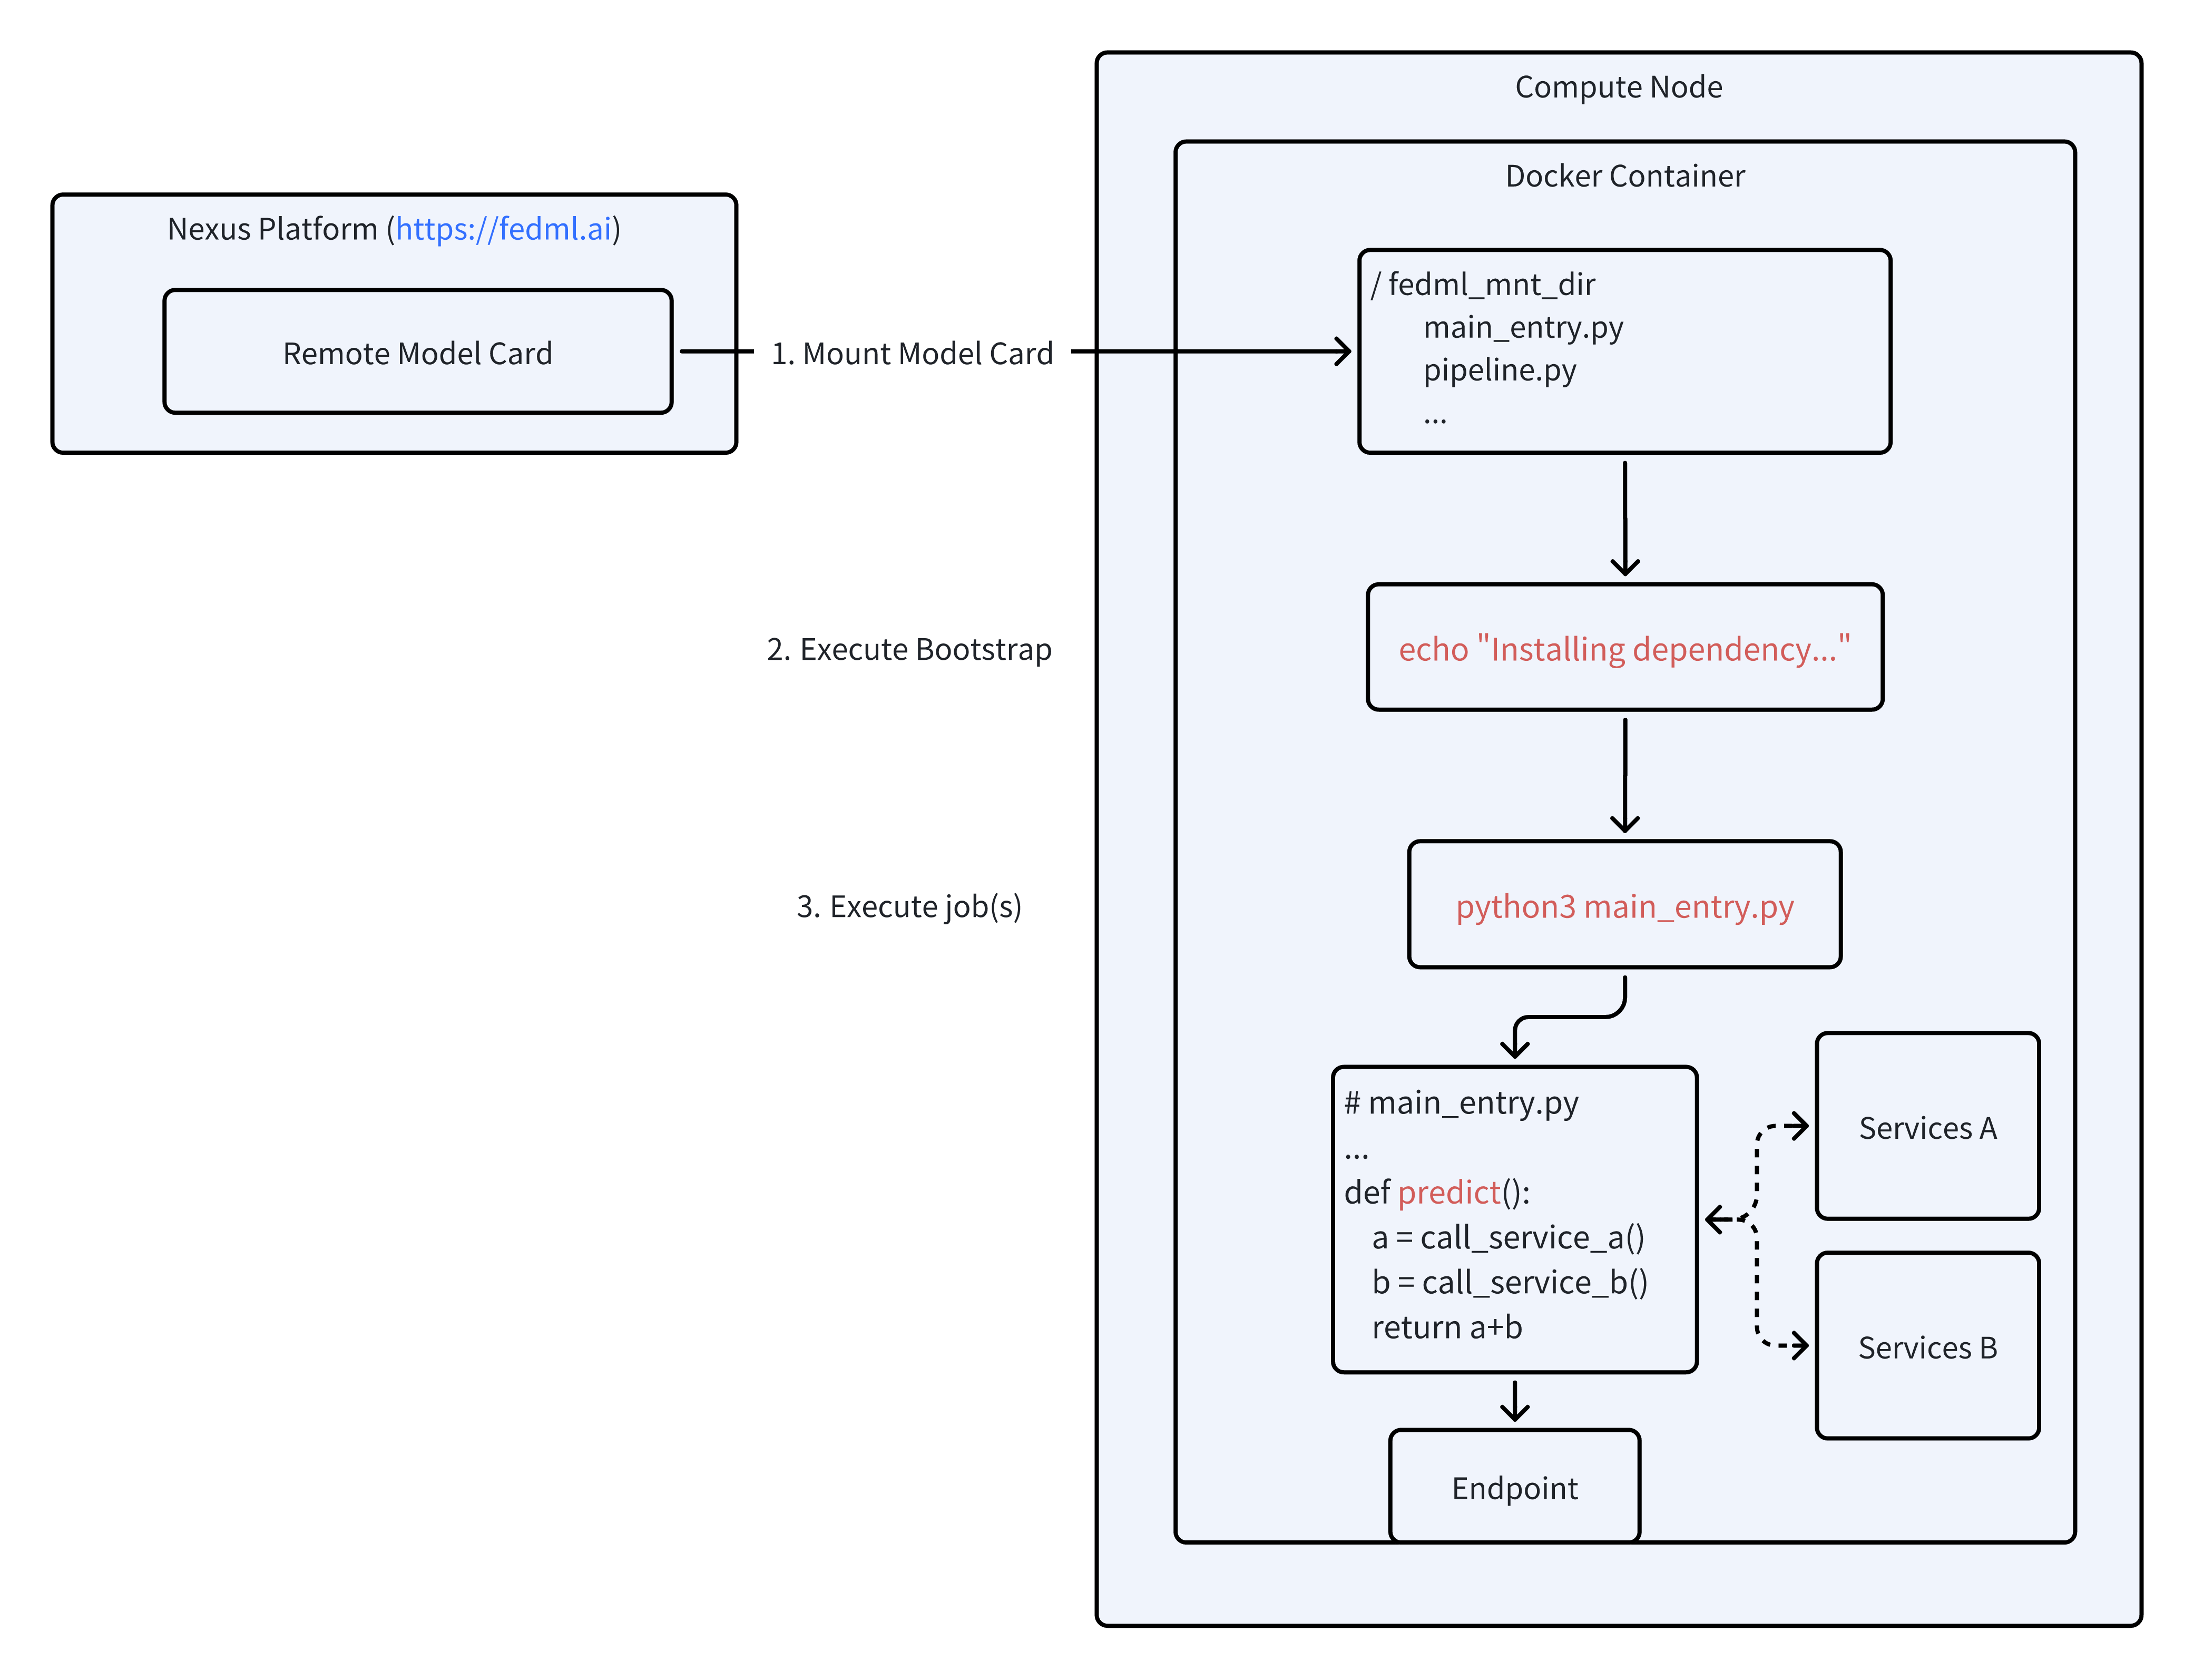 Compute Node
Docker Container
Nexus Platform (https://fedml.ai)
Remote Model Card
1. Mount Model Card
/ fedml_mnt_dir
main_entry.py
pipeline.py
...
2. Execute Bootstrap
echo "Installing dependency..."
3. Execute job(s)
python3 main_entry.py
# main_entry.py
...
def predict():
a = call_service_a()
b = call_service_b()
return a+b
Services A
Services B
Endpoint